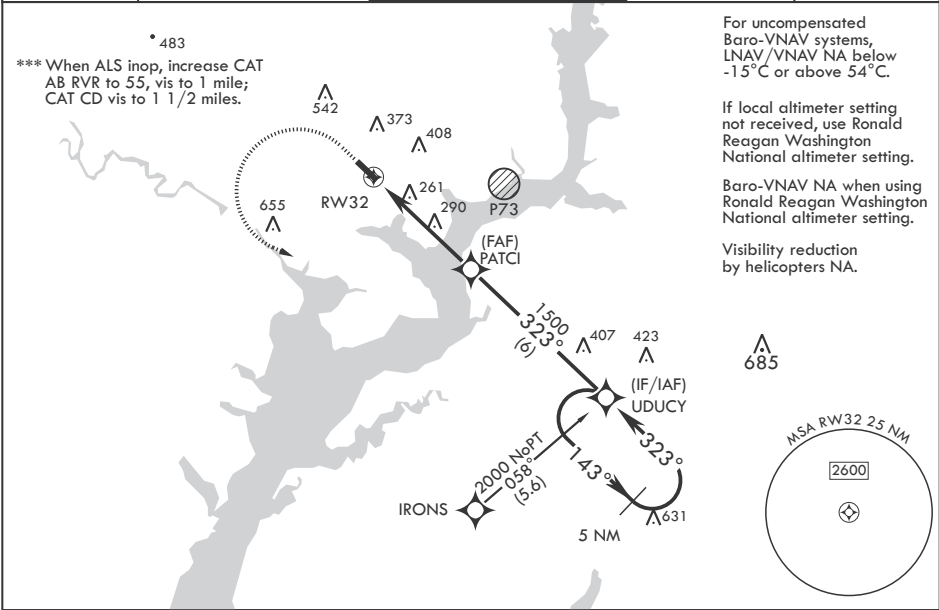 483
*** When ALS inop, increase CAT
AB RVR to 55, vis to 1 mile;
CAT CD vis to 1 1/2 miles.
For uncompensated
Baro-VNAV systems,
LNAV/VNAV NA below
-15°C or above 54°C.
If local altimeter setting
not received, use Ronald
Reagan Washington
National altimeter setting.
Baro-VNAV NA when using
Ronald Reagan Washington
National altimeter setting.
Visibility reduction
by helicopters NA.
542
373
408
RW32
261
290
P73
655
(FAF)
PATCI
1500
323°
(6)
407
423
685
(IF/IAF)
UDUCY
2000 NoPT
058°
(5.6)
IRONS
143°
323°
631
5 NM
MSA RW32 25 NM
2600